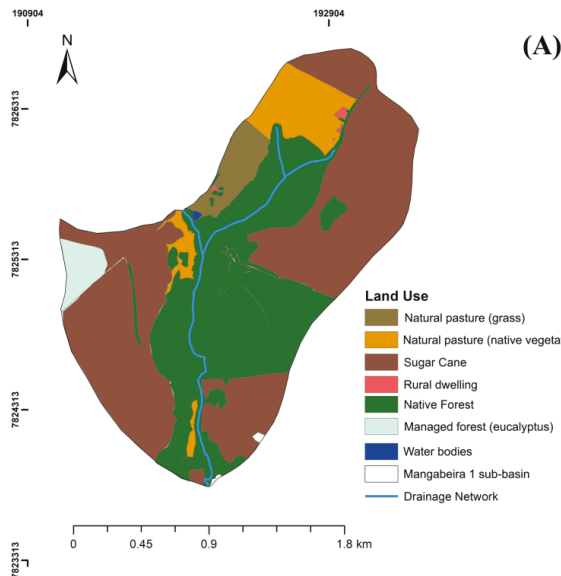 190904
192904
(A)
N
7826313
7825313
7824313
7823313
Land Use
Natural pasture (grass)
Natural pasture (native vegeta
Sugar Cane
Rural dwelling
Native Forest
Managed forest (eucalyptus)
Water bodies
Mangabeira 1 sub-basin
Drainage Network
0 0.45 0.9 1.8 km